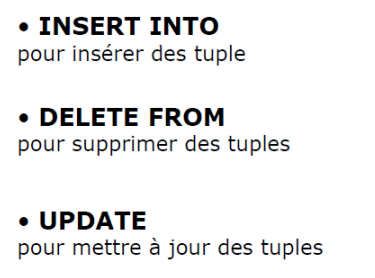 • INSERT INTO
pour insérer des tuple
• DELETE FROM
pour supprimer des tuples
• UPDATE
pour mettre à jour des tuples